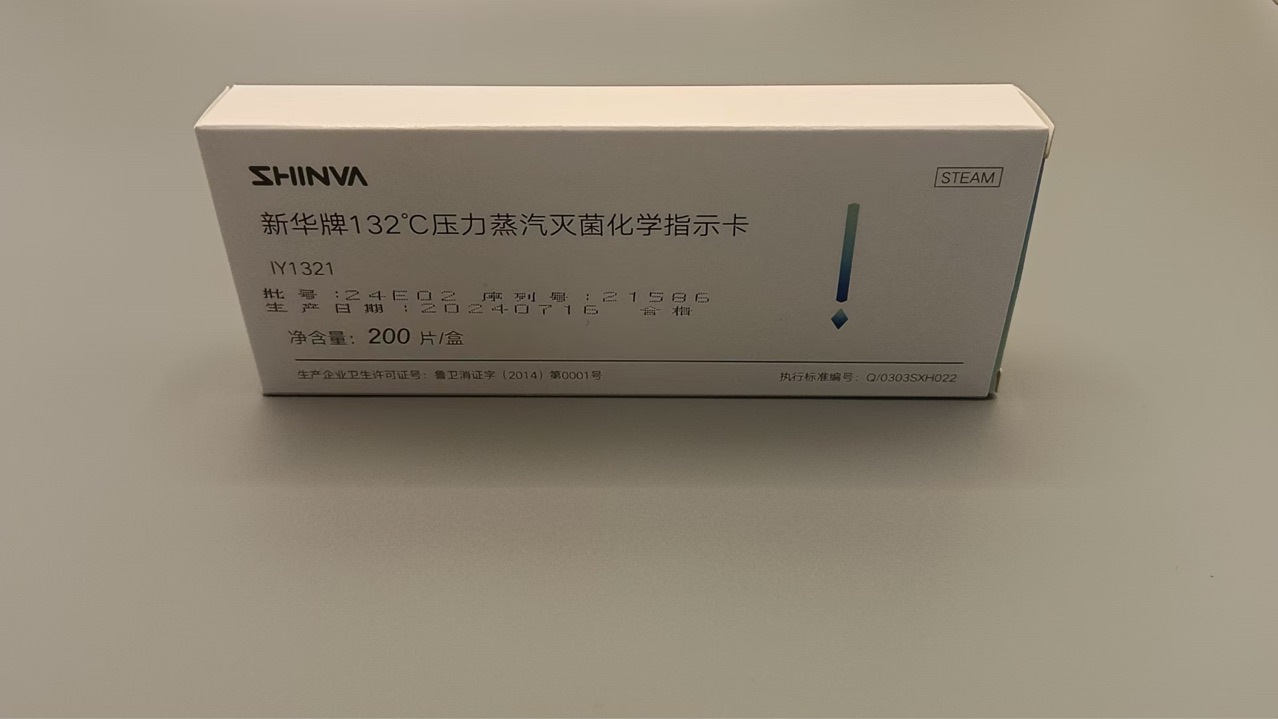 SHINVA
STEAM
新华牌132℃压力蒸汽灭菌化学指示卡
IY1321
批号:24E02 序列号:21586
生产日期:20240716 合格
净含量：200 片/盒
生产企业卫生许可证号：鲁卫消证字（2014）第0001号
执行标准编号：Q/0303SXH022